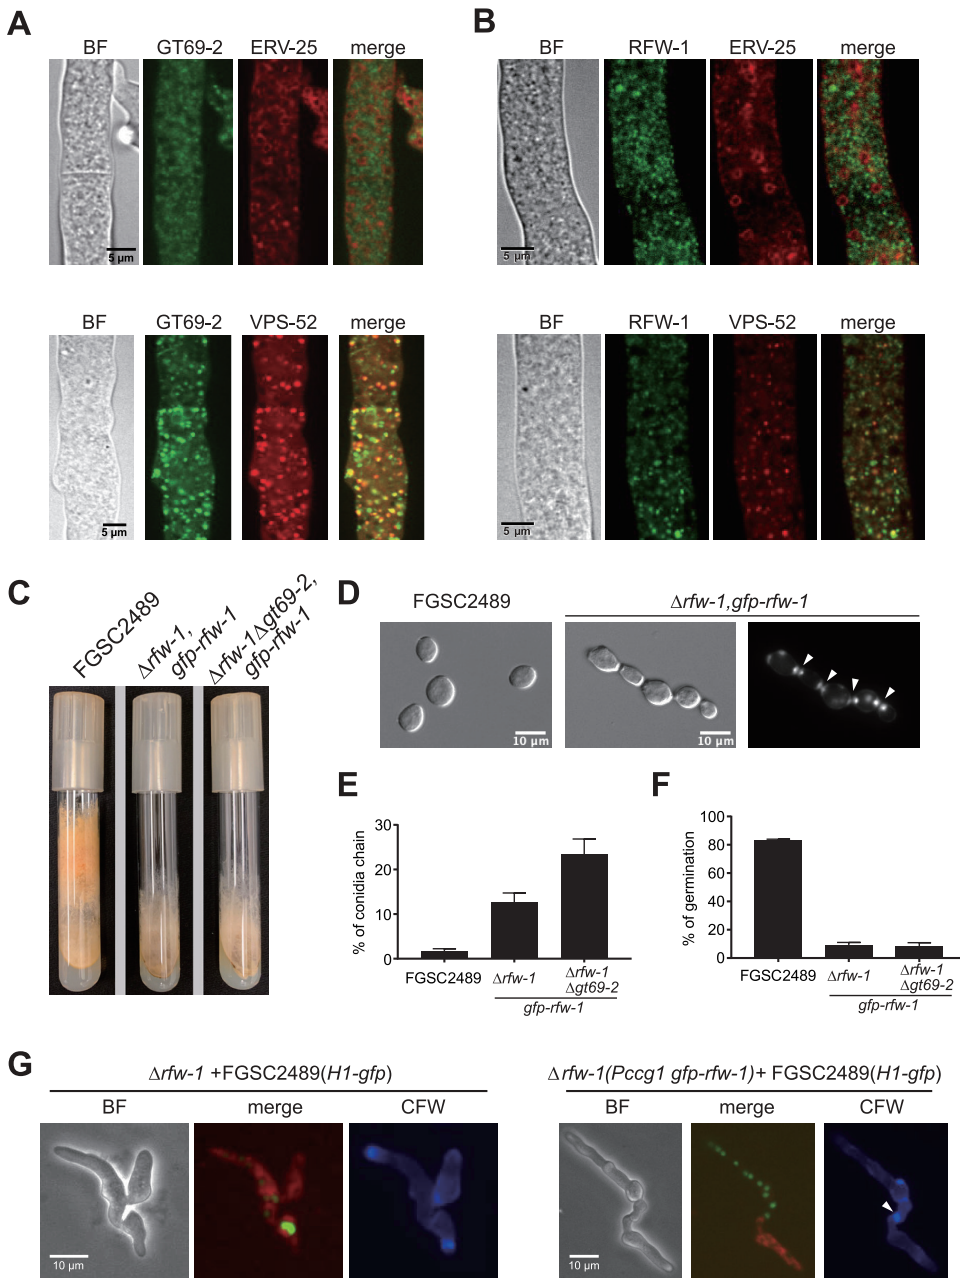 A
BF GT69-2 ERV-25 merge
5 µm
BF GT69-2 VPS-52 merge
5 µm
B
BF RFW-1 ERV-25 merge
5 µm
BF RFW-1 VPS-52 merge
5 µm
C
FGSC2489
Δrfw-1,
gfp-rfw-1
Δrfw-1Δgt69-2,
gfp-rfw-1
D
FGSC2489
Δrfw-1,gfp-rfw-1
10 µm
10 µm
E
% of conidia chain
30
20
10
0
FGSC2489
Δrfw-1
Δrfw-1
Δgt69-2
gfp-rfw-1
F
% of germination
100
80
60
40
20
0
FGSC2489
Δrfw-1
Δrfw-1
Δgt69-2
gfp-rfw-1
G
Δrfw-1 +FGSC2489(H1-gfp)
BF merge CFW
10 µm
Δrfw-1(Pccg1 gfp-rfw-1)+ FGSC2489(H1-gfp)
BF merge CFW
10 µm